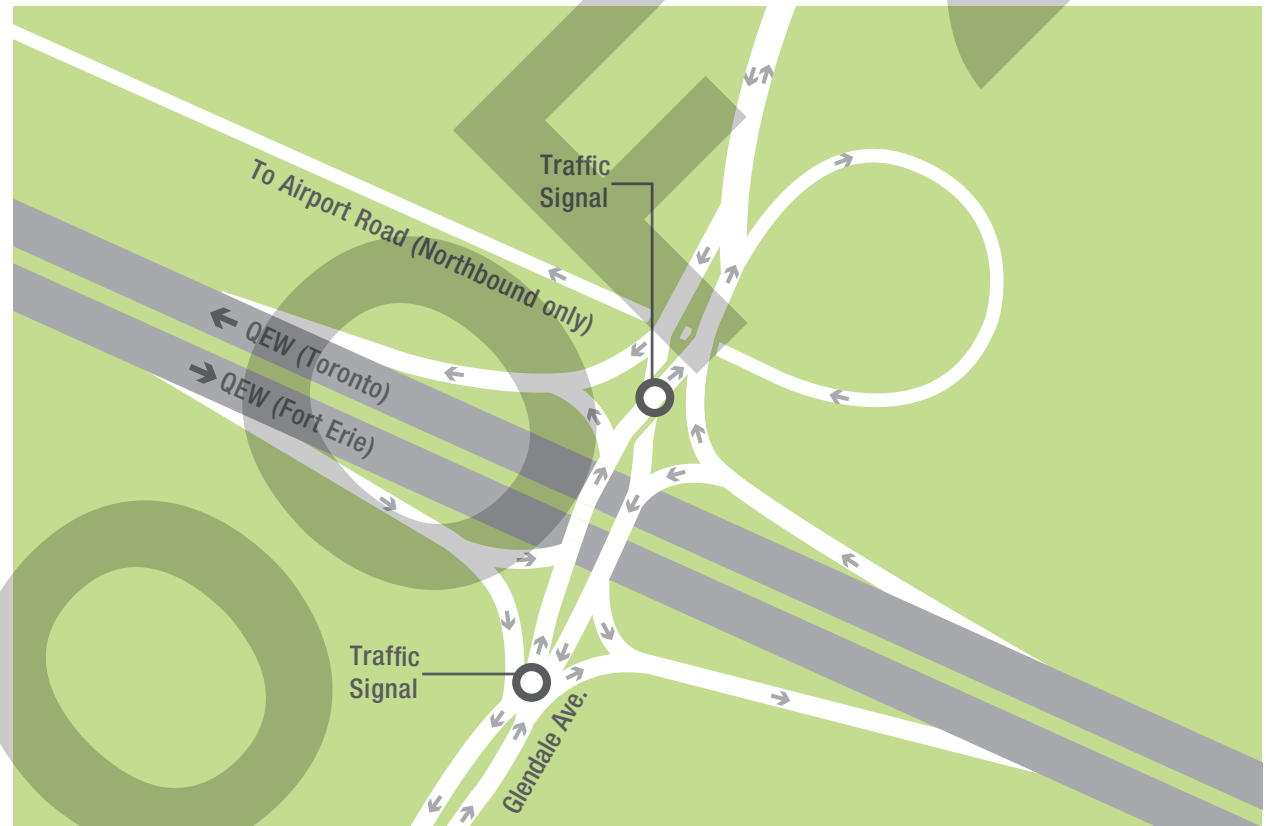 Traffic
Signal
To Airport Road (Northbound only)
QEW (Toronto)
QEW (Fort Erie)
Traffic
Signal
Glendale Ave.